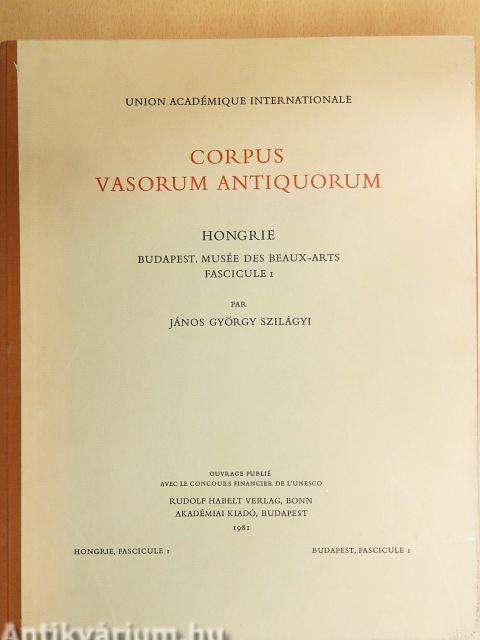 UNION ACADÉMIQUE INTERNATIONALE
CORPUS
VASORUM ANTIQUORUM
HONGRIE
BUDAPEST, MUSÉE DES BEAUX-ARTS
FASCICULE 1
PAR
JÁNOS GYÖRGY SZILÁGYI
OUVRAGE PUBLIÉ
AVEC LE CONCOURS FINANCIER DE L'UNESCO
RUDOLF HABELT VERLAG, BONN
AKADÉMIAI KIADÓ, BUDAPEST
1981
HONGRIE, FASCICULE 1 BUDAPEST, FASCICULE 1
Antikvárium.hu